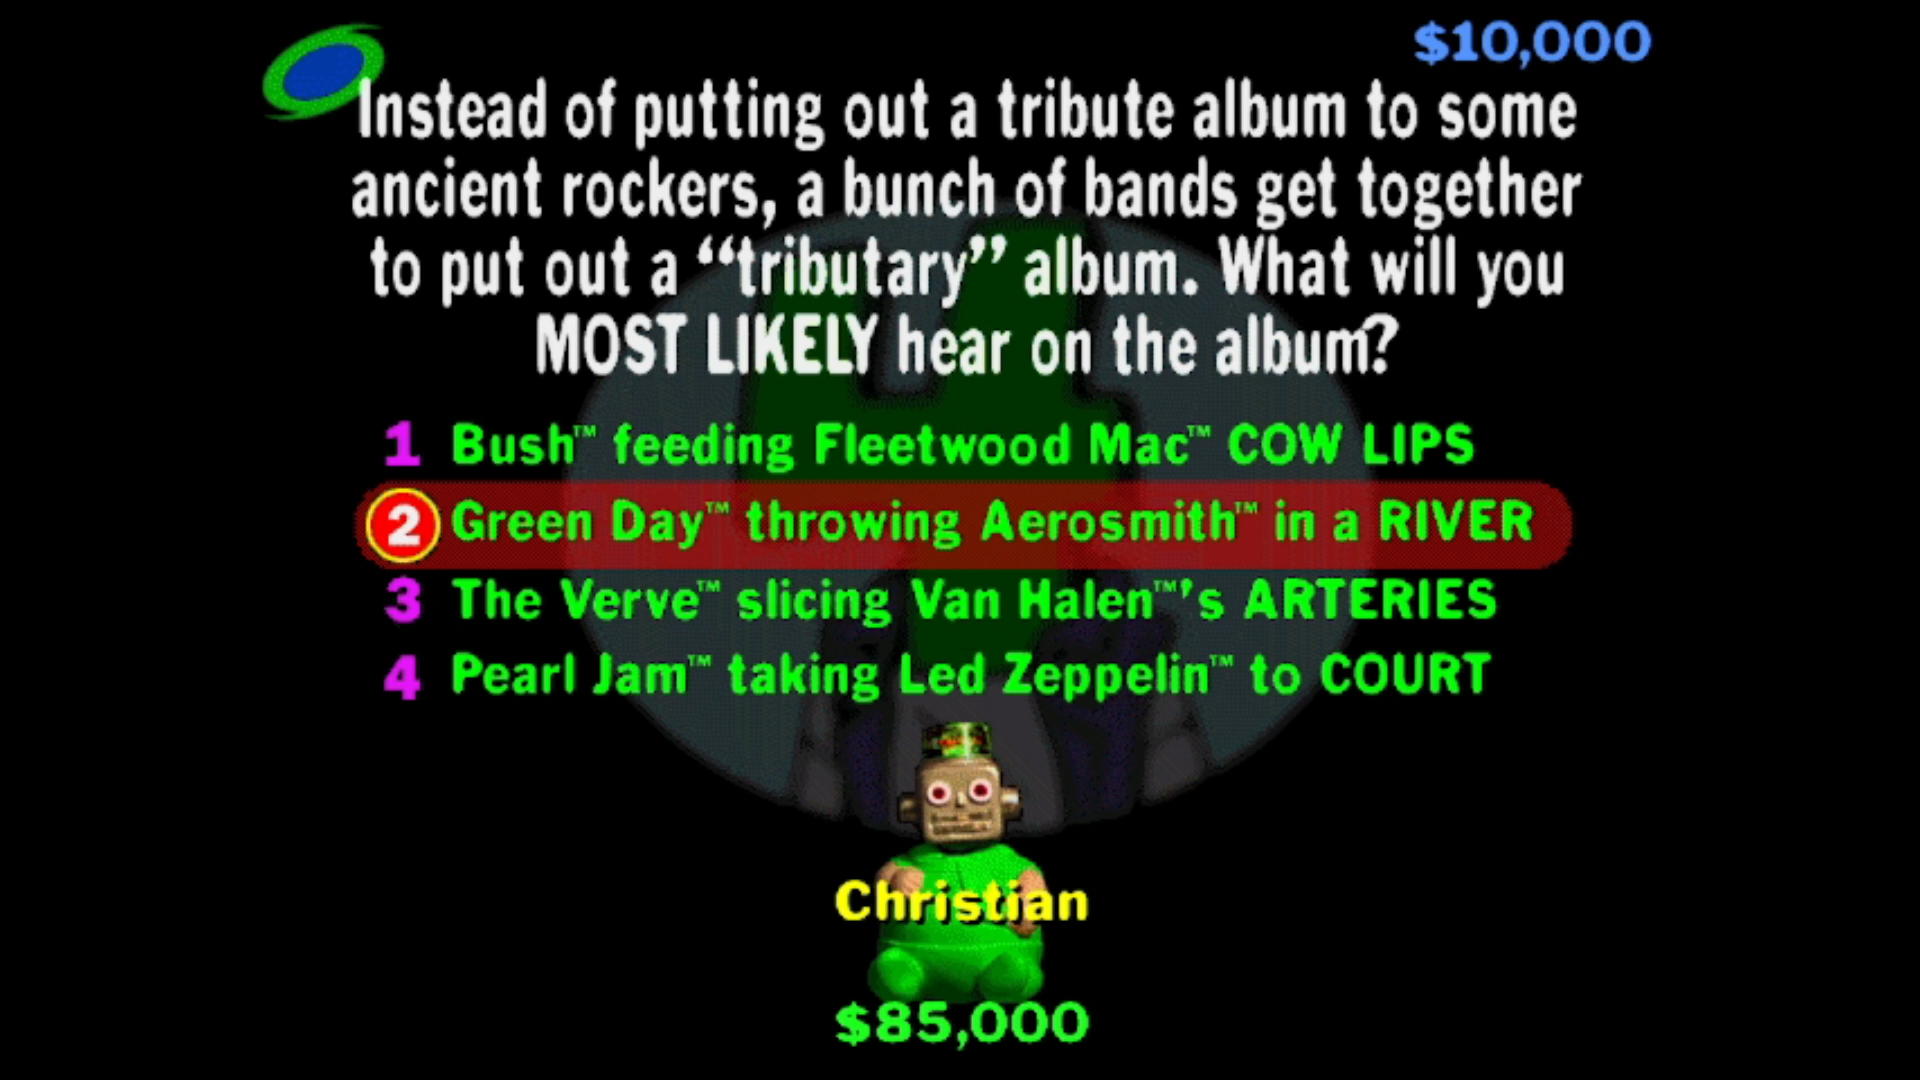 $10,000
Instead of putting out a tribute album to some
ancient rockers, a bunch of bands get together
to put out a “tributary” album. What will you
MOST LIKELY hear on the album?
1 Bush™ feeding Fleetwood Mac™ COW LIPS
2 Green Day™ throwing Aerosmith™ in a RIVER
3 The Verve™ slicing Van Halen™’s ARTERIES
4 Pearl Jam™ taking Led Zeppelin™ to COURT
Christian
$85,000